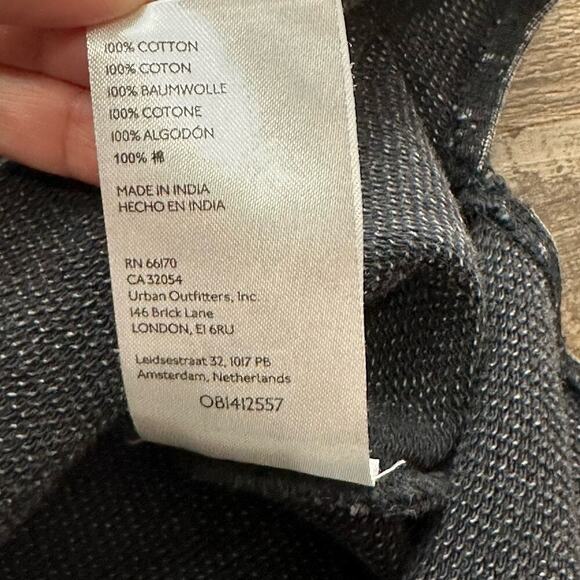 100% COTTON
100% COTON
100% BAUMWOLLE
100% COTONE
100% ALGODÓN
100% 棉
MADE IN INDIA
HECHO EN INDIA
RN 66170
CA 32054
Urban Outfitters, Inc.
146 Brick Lane
LONDON, E1 6RU
Leidsestraat 32, 1017 PB
Amsterdam, Netherlands
OB1412557